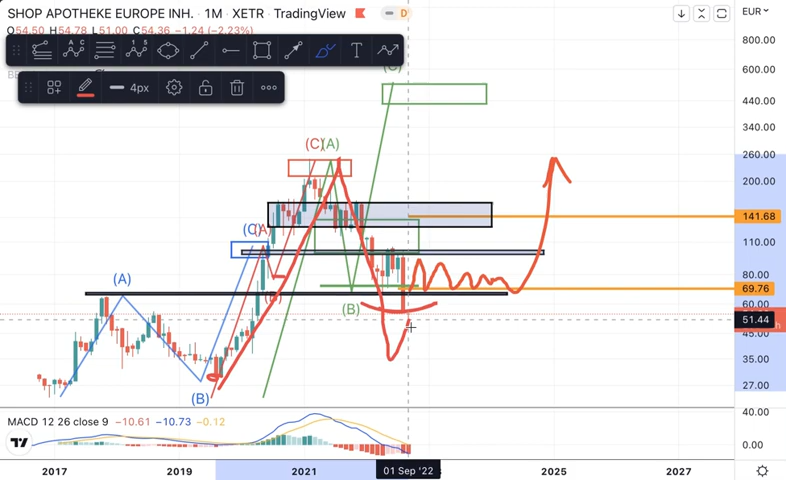 SHOP APOTHEKE EUROPE INH. · 1M · XETR · TradingView D
O54.50 H54.78 L51.00 C54.36 −1.24 (−2.23%)
EUR
T
4px
(C)
800.00
600.00
440.00
340.00
260.00
200.00
141.68
110.00
80.00
69.76
60.00
51.44
35.00
27.00
(C)(A)
(C)(A)
(A)
(B)
(B)
MACD 12 26 close 9 −10.61 −10.73 −0.12
40.00
0.00
2017 2019 2021 01 Sep '22 2025 2027